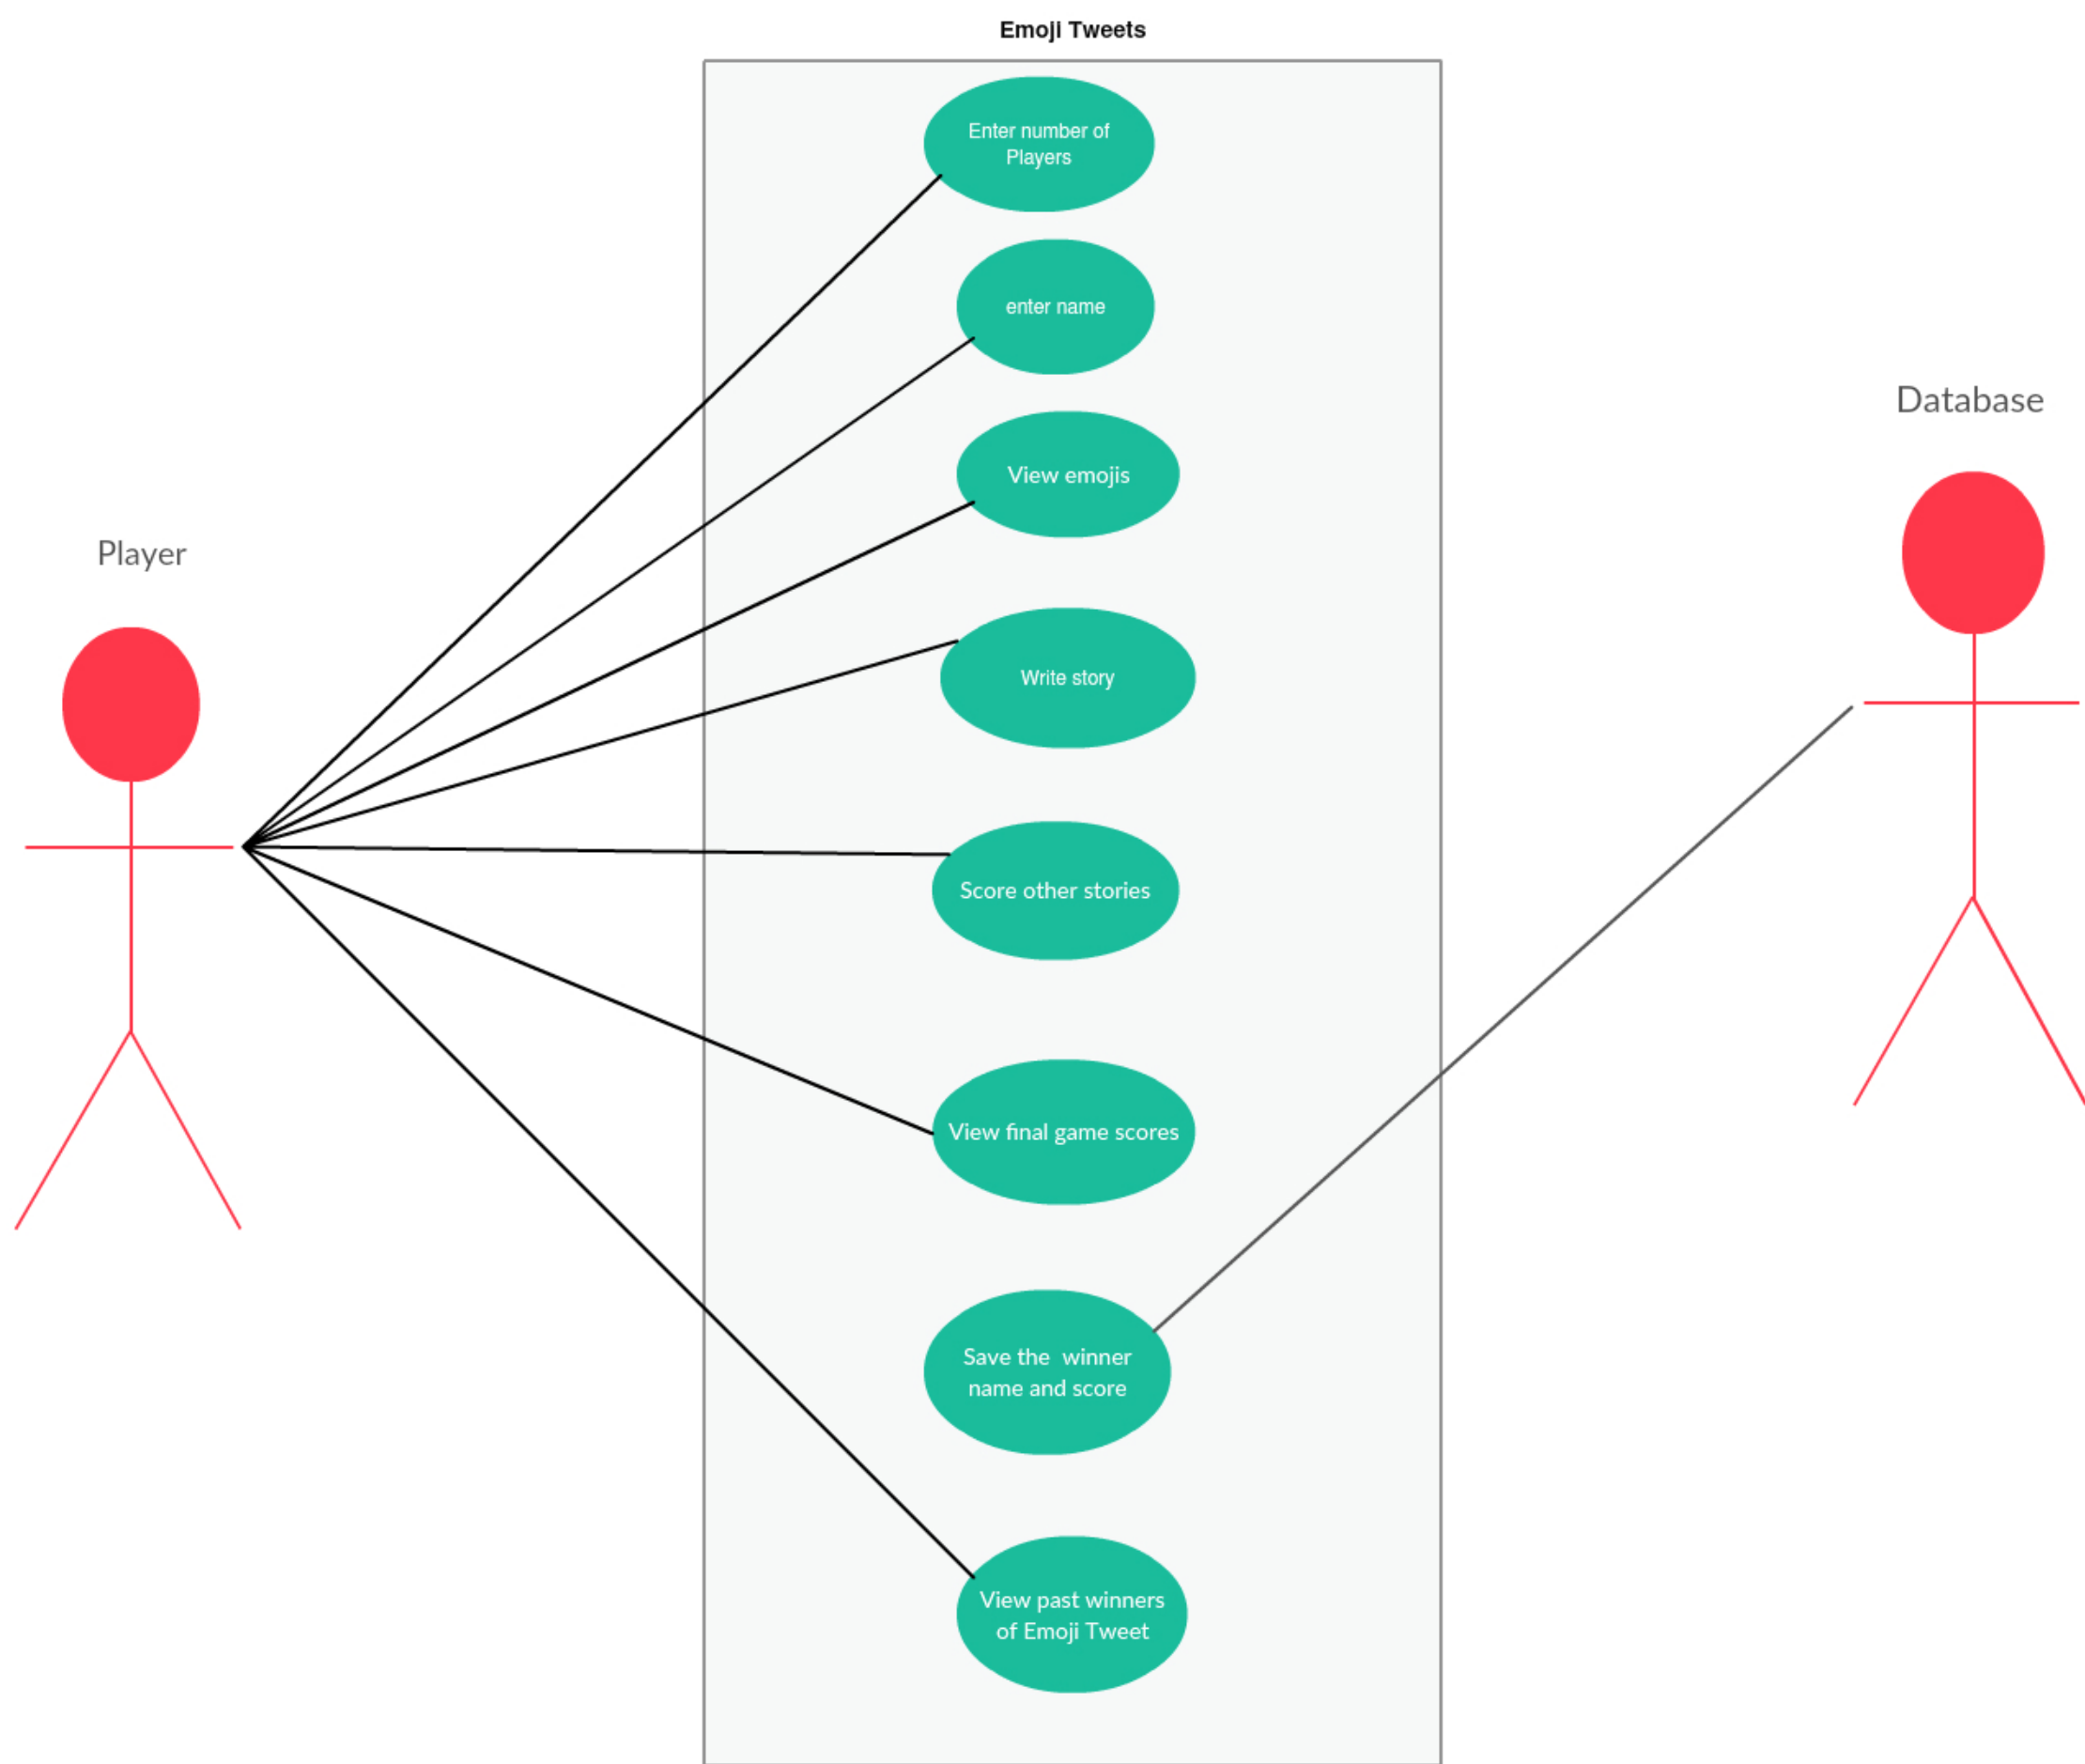 Emoji Tweets
Enter number of
Players
enter name
View emojis
Write story
Score other stories
View final game scores
Save the  winner
name and score
View past winners
of Emoji Tweet
Player
Database